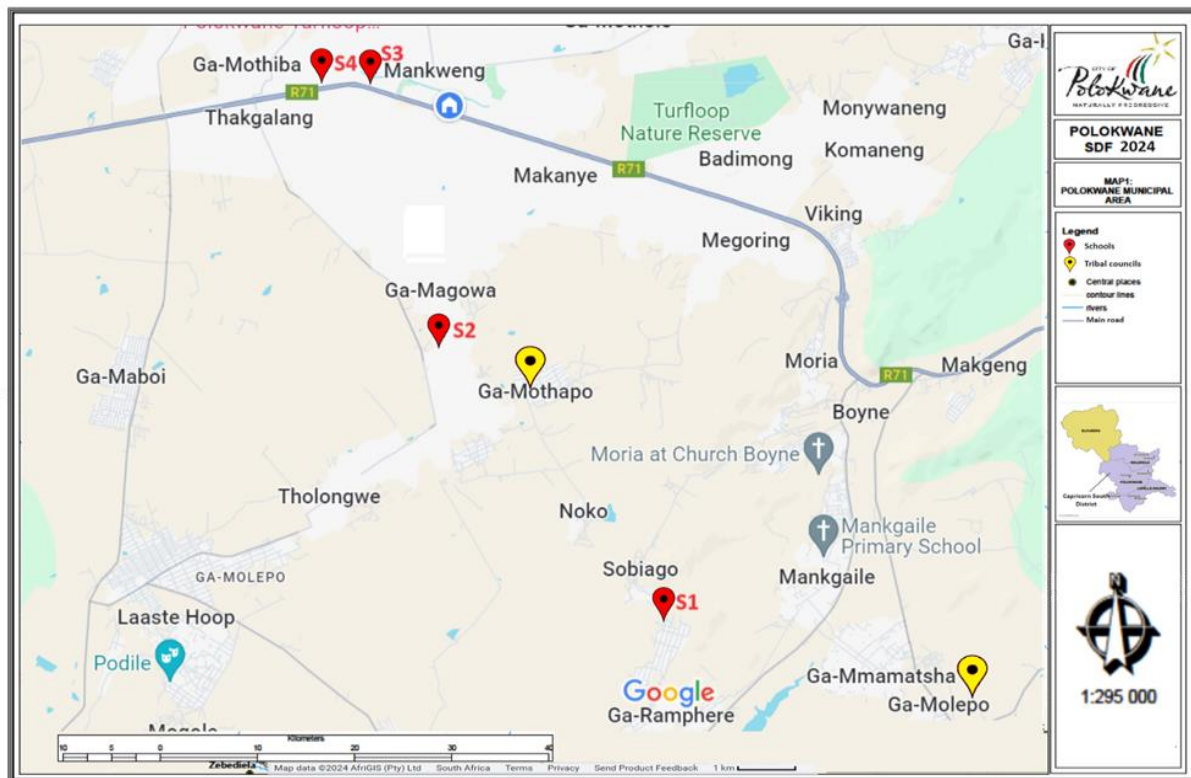 Ga-Mothiba
S4
S3
Mankweng
R71
Thakgalang
Turfloop
Nature Reserve
Monywaneng
Badimong
Komaneng
Makanye
R71
Viking
Megoring
Ga-Magowa
S2
Ga-Maboi
Ga-Mothapo
Moria
R71
Makgeng
Boyne
Moria at Church Boyne
Tholongwe
Noko
Mankgaile
Primary School
Sobiago
Mankgaile
GA-MOLEPO
S1
Laaste Hoop
Podile
Ga-Mmamatsha
Ga-Molepo
Google
Ga-Ramphere
Kilometers
10 5 0 10 20 30 40
Zebediela
Map data ©2024 AfriGIS (Pty) Ltd South Africa Terms Privacy Send Product Feedback 1 km
CITY OF
Polokwane
NATURALLY PROGRESSIVE
POLOKWANE
SDF 2024
MAP1:
POLOKWANE MUNICIPAL
AREA
Legend
Schools
Tribal councils
Central places
contour lines
rivers
Main road
Capricorn South
District
N
1:295 000